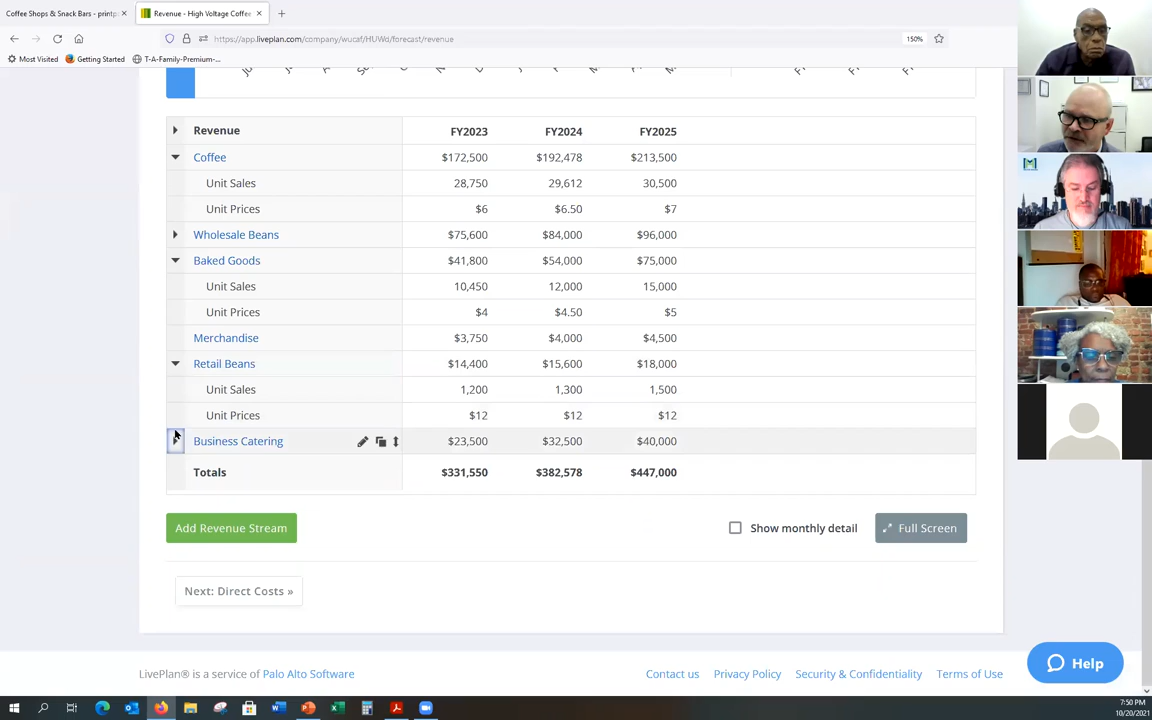 Coffee Shops & Snack Bars - printp
Revenue - High Voltage Coffee
https://app.liveplan.com/company/wucaf/HUWd/forecast/revenue
150%
Most Visited
Getting Started
T-A-Family-Premium-...
Revenue FY2023 FY2024 FY2025
Coffee $172,500 $192,478 $213,500
Unit Sales 28,750 29,612 30,500
Unit Prices $6 $6.50 $7
Wholesale Beans $75,600 $84,000 $96,000
Baked Goods $41,800 $54,000 $75,000
Unit Sales 10,450 12,000 15,000
Unit Prices $4 $4.50 $5
Merchandise $3,750 $4,000 $4,500
Retail Beans $14,400 $15,600 $18,000
Unit Sales 1,200 1,300 1,500
Unit Prices $12 $12 $12
Business Catering $23,500 $32,500 $40,000
Totals $331,550 $382,578 $447,000
Add Revenue Stream
Show monthly detail
Full Screen
Next: Direct Costs »
Help
LivePlan® is a service of Palo Alto Software
Contact us Privacy Policy Security & Confidentiality Terms of Use
7:50 PM
10/20/2021